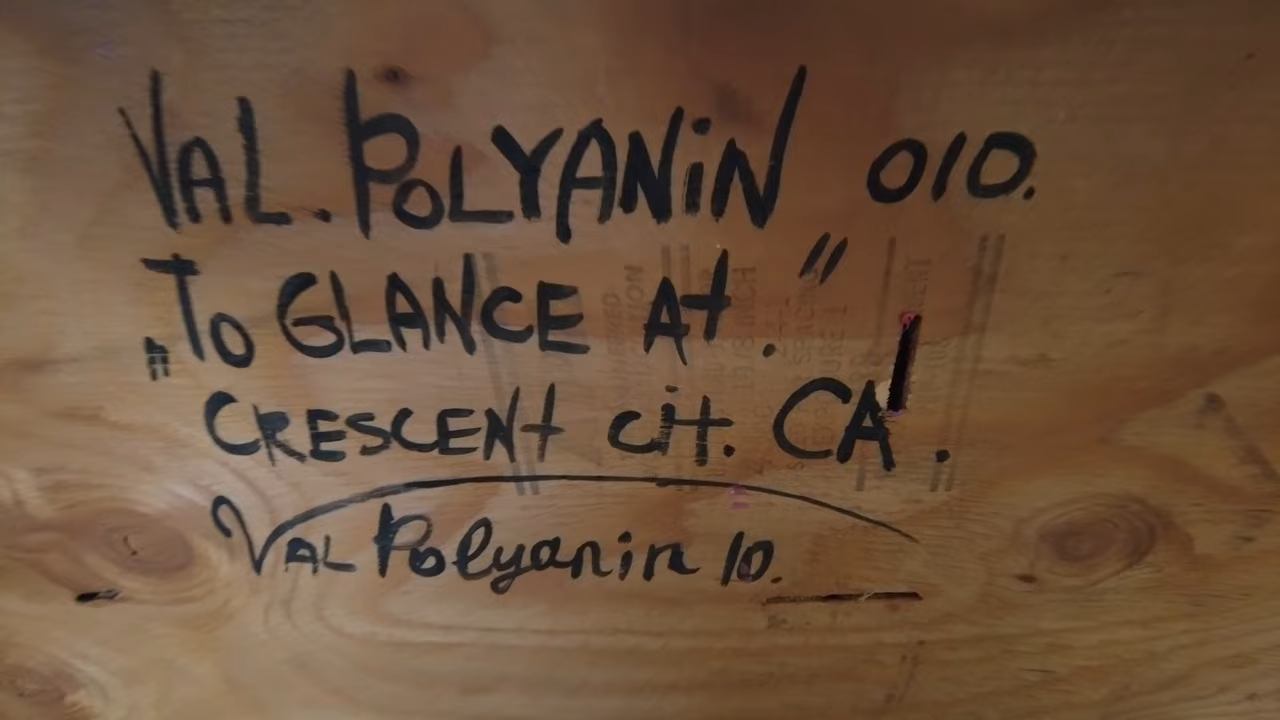 VAL. POLYANiN 010.
„To GLANCE At.”
CRESCENt cit. CA.
Val Polyanin 10.